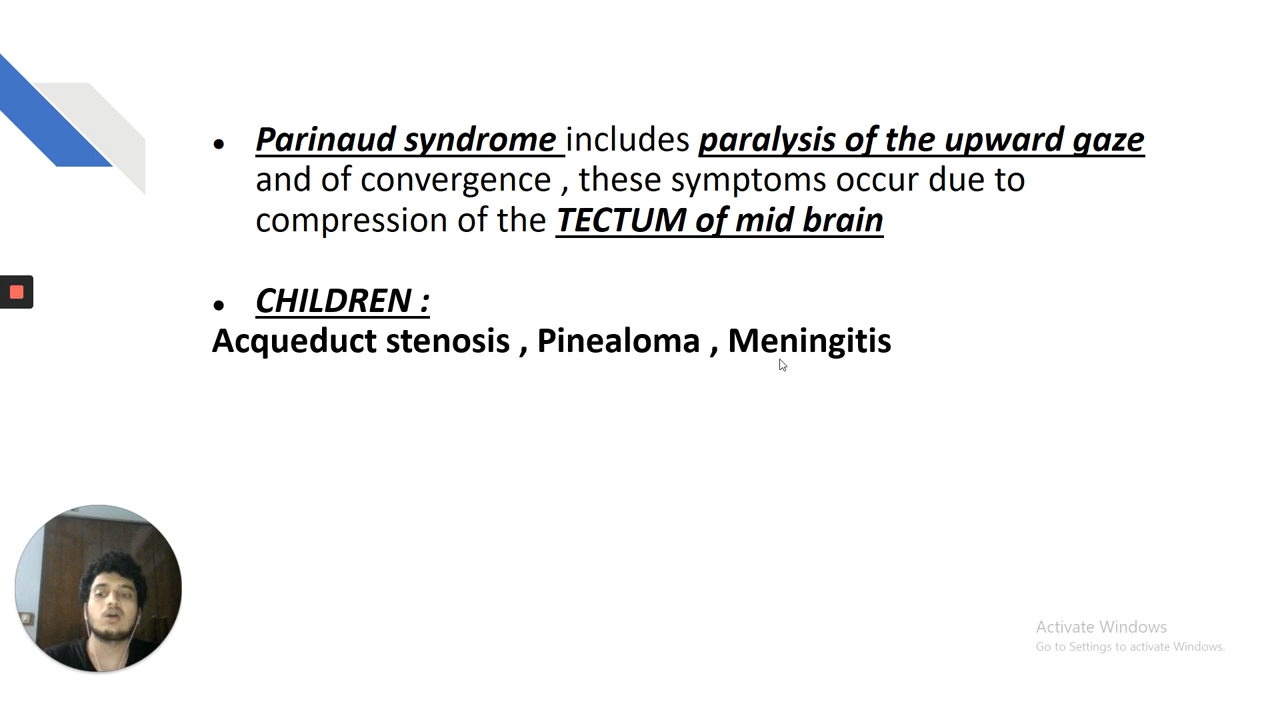 Parinaud syndrome includes paralysis of the upward gaze
and of convergence , these symptoms occur due to
compression of the TECTUM of mid brain
CHILDREN :
Acqueduct stenosis , Pinealoma , Meningitis
Activate Windows
Go to Settings to activate Windows.